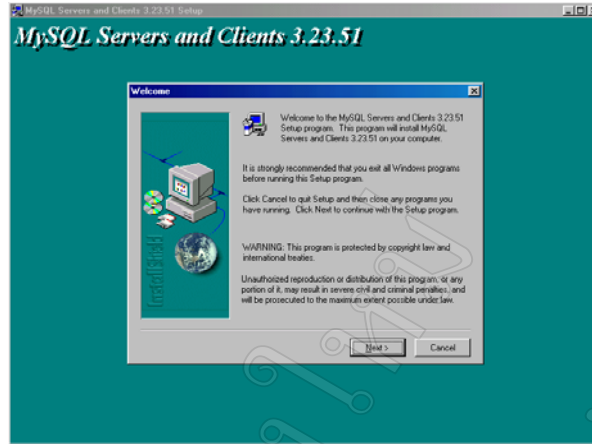 MySQL Servers and Clients 3.23.51 Setup
MySQL Servers and Clients 3.23.51
Welcome
Welcome to the MySQL Servers and Clients 3.23.51
Setup program. This program will install MySQL
Servers and Clients 3.23.51 on your computer.
It is strongly recommended that you exit all Windows programs
before running this Setup program.
Click Cancel to quit Setup and then close any programs you
have running. Click Next to continue with the Setup program.
WARNING: This program is protected by copyright law and
international treaties.
Unauthorized reproduction or distribution of this program, or any
portion of it, may result in severe civil and criminal penalties, and
will be prosecuted to the maximum extent possible under law.
InstallShield
Next >
Cancel